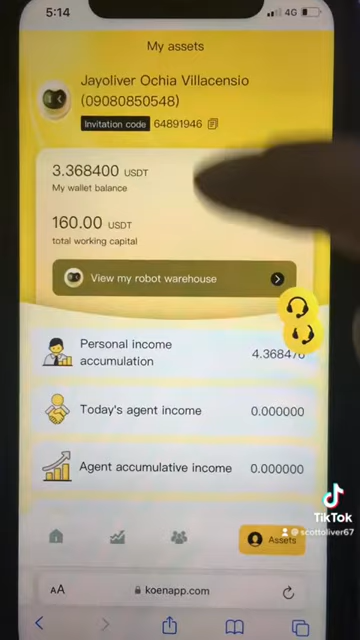 5:14
4G
My assets
Jayoliver Ochia Villacensio
(09080850548)
Invitation code 64891946
3.368400 USDT
My wallet balance
160.00 USDT
total working capital
View my robot warehouse
Personal income
accumulation
4.368470
Today's agent income
0.000000
Agent accumulative income
0.000000
TikTok
@scottoliver67
Assets
AA
koenapp.com